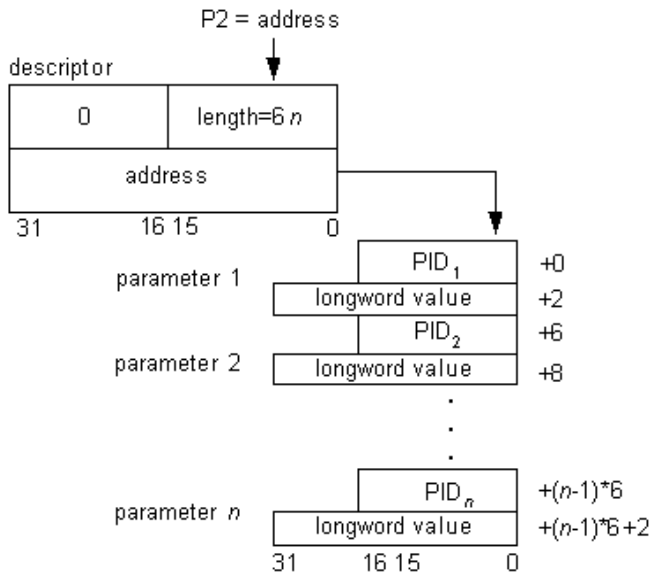 P2 = address
descriptor
0 length=6n
address
31 16 15 0
PID1 +0
parameter 1
longword value +2
PID2 +6
parameter 2
longword value +8
.
.
.
PIDn +(n-1)*6
parameter n
longword value +(n-1)*6+2
31 16 15 0